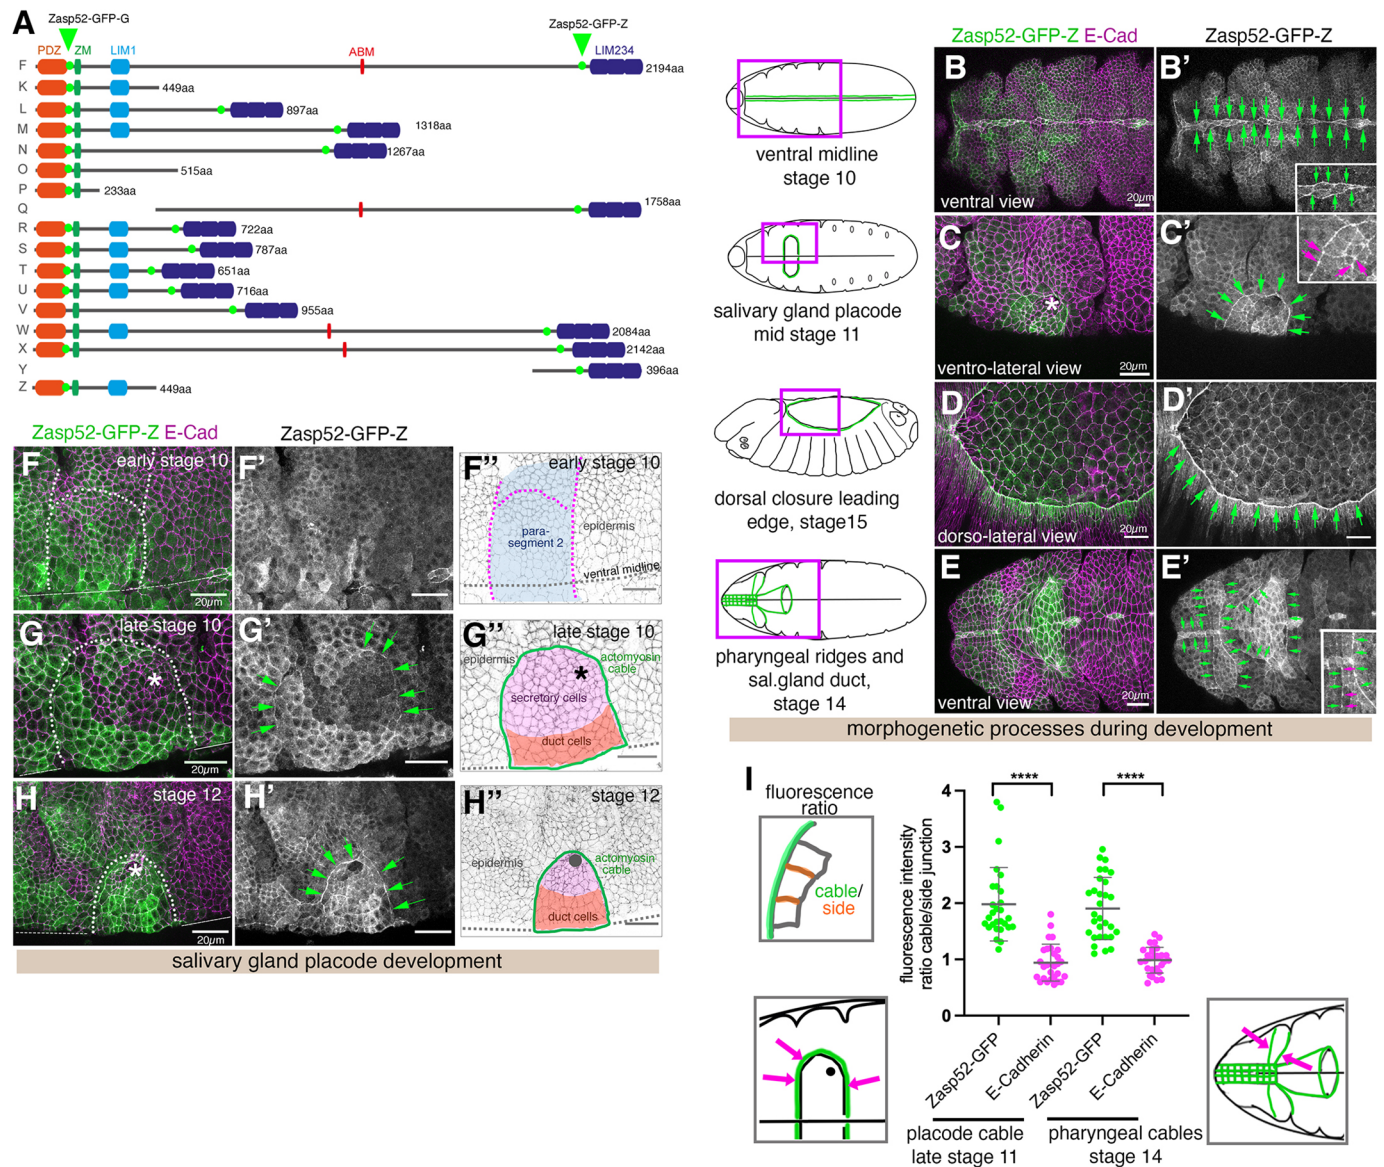 A
Zasp52-GFP-G
Zasp52-GFP-Z
PDZ ZM LIM1 ABM LIM234
F 2194aa
K 449aa
L 897aa
M 1318aa
N 1267aa
O 515aa
P 233aa
Q 1758aa
R 722aa
S 787aa
T 651aa
U 716aa
V 955aa
W 2084aa
X 2142aa
Y 396aa
Z 449aa
ventral midline
stage 10
salivary gland placode
mid stage 11
dorsal closure leading
edge, stage15
pharyngeal ridges and
sal.gland duct,
stage 14
Zasp52-GFP-Z E-Cad
Zasp52-GFP-Z
B
ventral view
20µm
B'
C
*
ventro-lateral view
20µm
C'
D
dorso-lateral view
20µm
D'
E
ventral view
20µm
E'
morphogenetic processes during development
Zasp52-GFP-Z E-Cad
Zasp52-GFP-Z
F
early stage 10
20µm
F'
F''
early stage 10
para-
segment 2
epidermis
ventral midline
G
late stage 10
*
20µm
G'
G''
late stage 10
epidermis
actomyosin
cable
*
secretory cells
duct cells
H
stage 12
*
20µm
H'
H''
stage 12
epidermis
actomyosin
cable
duct cells
salivary gland placode development
I
fluorescence
ratio
cable/
side
fluorescence intensity
ratio cable/side junction
4
3
2
1
0
****
****
Zasp52-GFP
E-Cadherin
Zasp52-GFP
E-Cadherin
placode cable
late stage 11
pharyngeal cables
stage 14